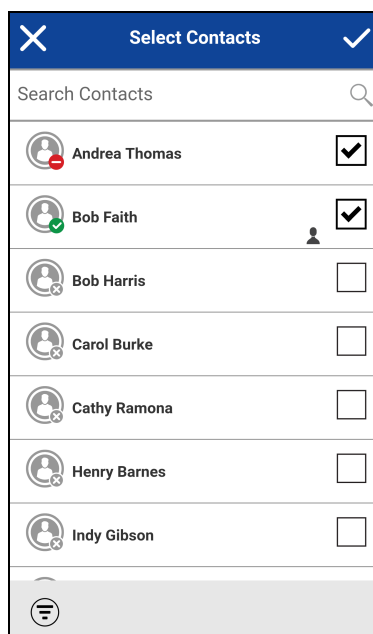 Select Contacts
Search Contacts
Andrea Thomas
Bob Faith
Bob Harris
Carol Burke
Cathy Ramona
Henry Barnes
Indy Gibson